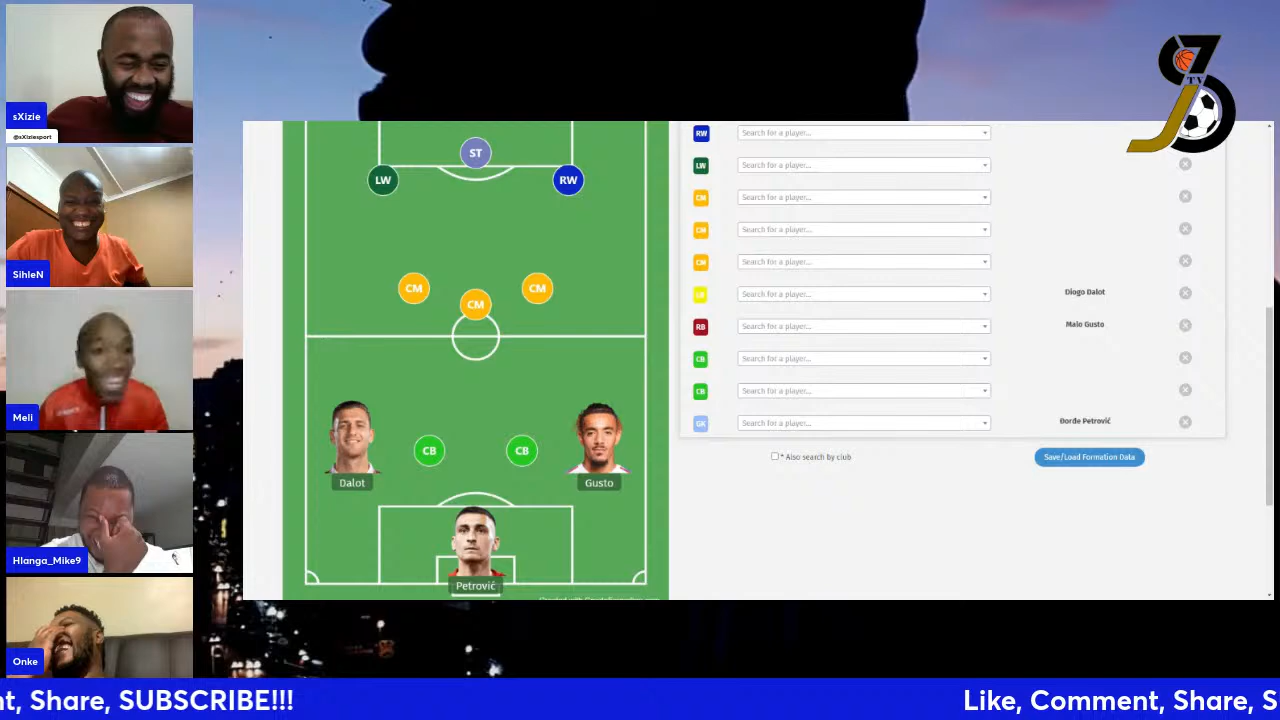 sXizie
@sXiziesport
SihleN
Meli
Hlanga_Mike9
Onke
ST
LW
RW
CM
CM
CM
CB
CB
Dalot
Gusto
Petrović
RW
Search for a player...
LW
Search for a player...
CM
Search for a player...
CM
Search for a player...
CM
Search for a player...
LB
Search for a player...
Diogo Dalot
RB
Search for a player...
Malo Gusto
CB
Search for a player...
CB
Search for a player...
GK
Search for a player...
Đorđe Petrović
* Also search by club
Save/Load Formation Data
TV
nt, Share, SUBSCRIBE!!!
Like, Comment, Share, S